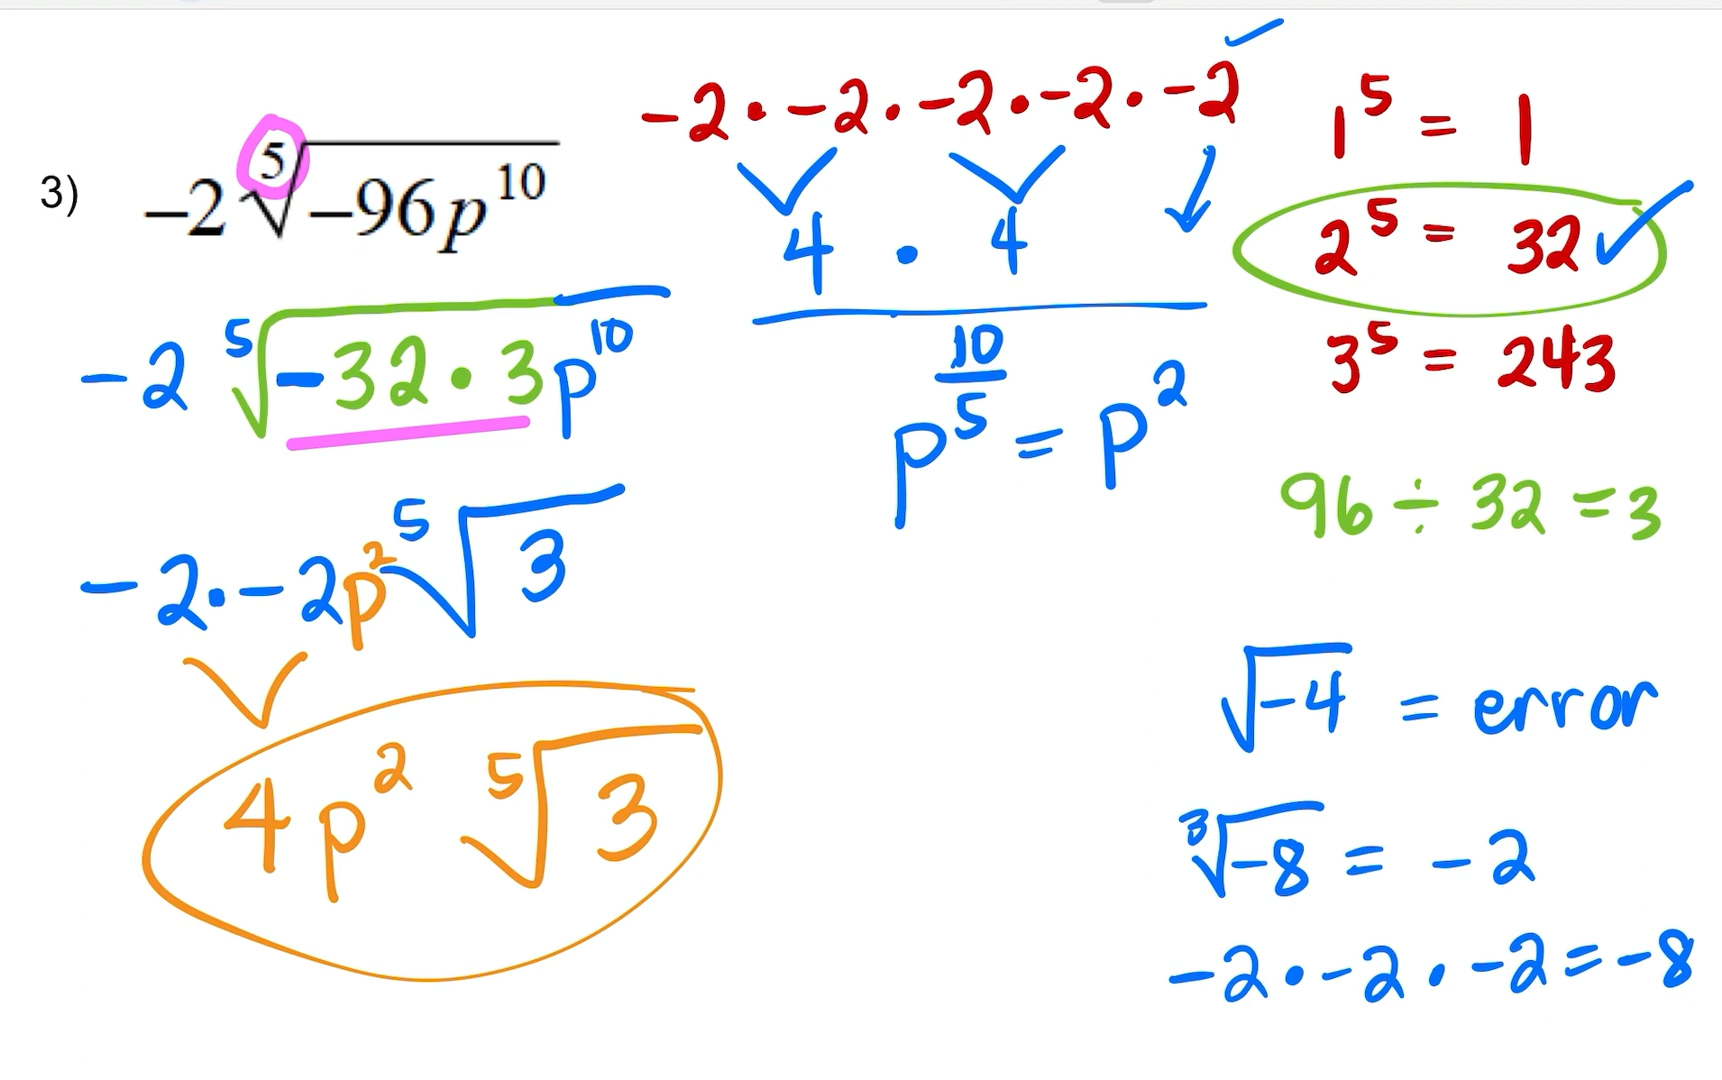 3) −2 ⁵√−96p¹⁰
-2 ⁵√-32·3p¹⁰
-2·-2p² ⁵√3
4p² ⁵√3
-2·-2·-2·-2·-2
4 · 4
p^(10/5) = p²
1⁵ = 1
2⁵ = 32
3⁵ = 243
96 ÷ 32 = 3
√-4 = error
³√-8 = -2
-2·-2·-2=-8